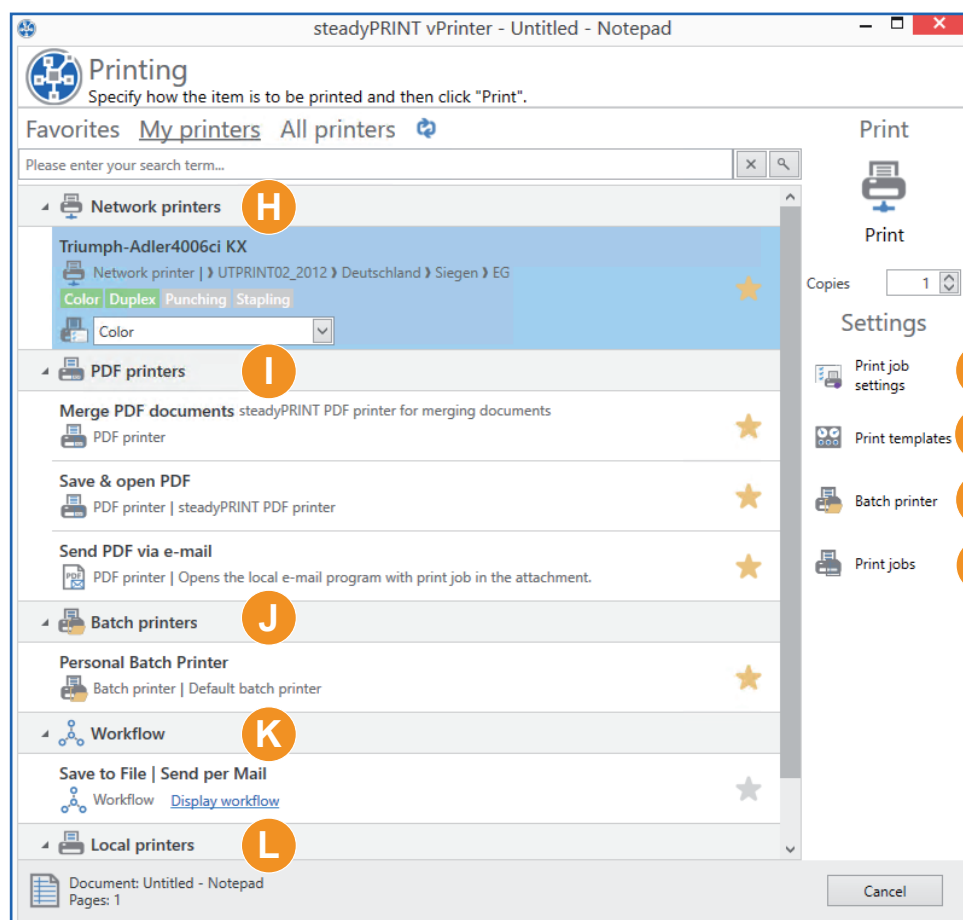 steadyPRINT vPrinter - Untitled - Notepad
Printing
Specify how the item is to be printed and then click "Print".
Favorites My printers All printers
Please enter your search term...
Network printers H
Triumph-Adler4006ci KX
Network printer | ❫ UTPRINT02_2012 ❫ Deutschland ❫ Siegen ❫ EG
Color Duplex Punching Stapling
Color
PDF printers I
Merge PDF documents steadyPRINT PDF printer for merging documents
PDF printer
Save & open PDF
PDF printer | steadyPRINT PDF printer
Send PDF via e-mail
PDF
PDF printer | Opens the local e-mail program with print job in the attachment.
Batch printers J
Personal Batch Printer
Batch printer | Default batch printer
Workflow K
Save to File | Send per Mail
Workflow Display workflow
Local printers L
Document: Untitled - Notepad
Pages: 1
Print
Print
Copies 1
Settings
Print job
settings
Print templates
Batch printer
Print jobs
Cancel